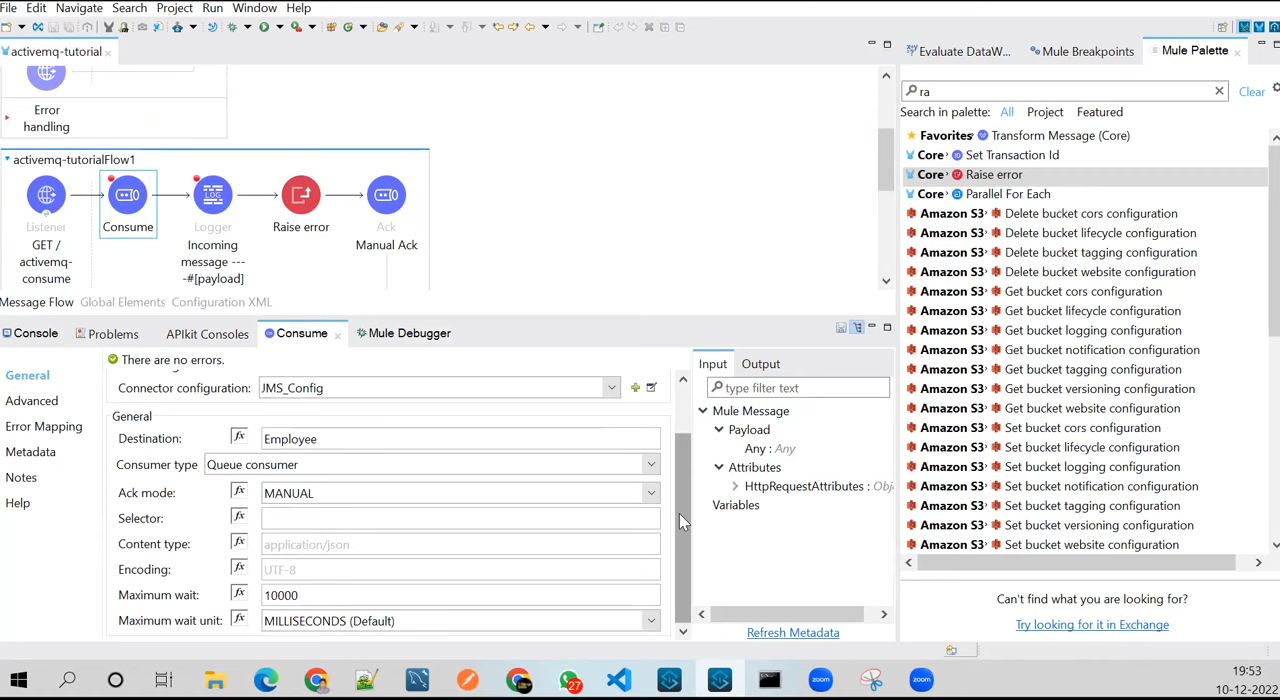 File Edit Navigate Search Project Run Window Help
activemq-tutorial
Evaluate DataW... Mule Breakpoints Mule Palette
ra
Clear
Search in palette: All Project Featured
Error handling
activemq-tutorialFlow1
Listener
GET /activemq-consume
Consume
LOG
Logger
Incoming message ----#[payload]
Raise error
Ack
Manual Ack
Message Flow Global Elements Configuration XML
Favorites Transform Message (Core)
Core Set Transaction Id
Core Raise error
Core Parallel For Each
Amazon S3 Delete bucket cors configuration
Amazon S3 Delete bucket lifecycle configuration
Amazon S3 Delete bucket tagging configuration
Amazon S3 Delete bucket website configuration
Amazon S3 Get bucket cors configuration
Amazon S3 Get bucket lifecycle configuration
Amazon S3 Get bucket logging configuration
Amazon S3 Get bucket notification configuration
Amazon S3 Get bucket tagging configuration
Amazon S3 Get bucket versioning configuration
Amazon S3 Get bucket website configuration
Amazon S3 Set bucket cors configuration
Amazon S3 Set bucket lifecycle configuration
Amazon S3 Set bucket logging configuration
Amazon S3 Set bucket notification configuration
Amazon S3 Set bucket tagging configuration
Amazon S3 Set bucket versioning configuration
Amazon S3 Set bucket website configuration
Can't find what you are looking for?
Try looking for it in Exchange
Console Problems APIkit Consoles Consume Mule Debugger
There are no errors.
General
Advanced
Error Mapping
Metadata
Notes
Help
Connector configuration: JMS_Config
General
Destination: fx Employee
Consumer type Queue consumer
Ack mode: fx MANUAL
Selector: fx
Content type: fx application/json
Encoding: fx UTF-8
Maximum wait: fx 10000
Maximum wait unit: fx MILLISECONDS (Default)
Input Output
type filter text
Mule Message
Payload
Any : Any
Attributes
HttpRequestAttributes : Obj
Variables
Refresh Metadata
27
zoom
zoom
19:53
10-12-2022